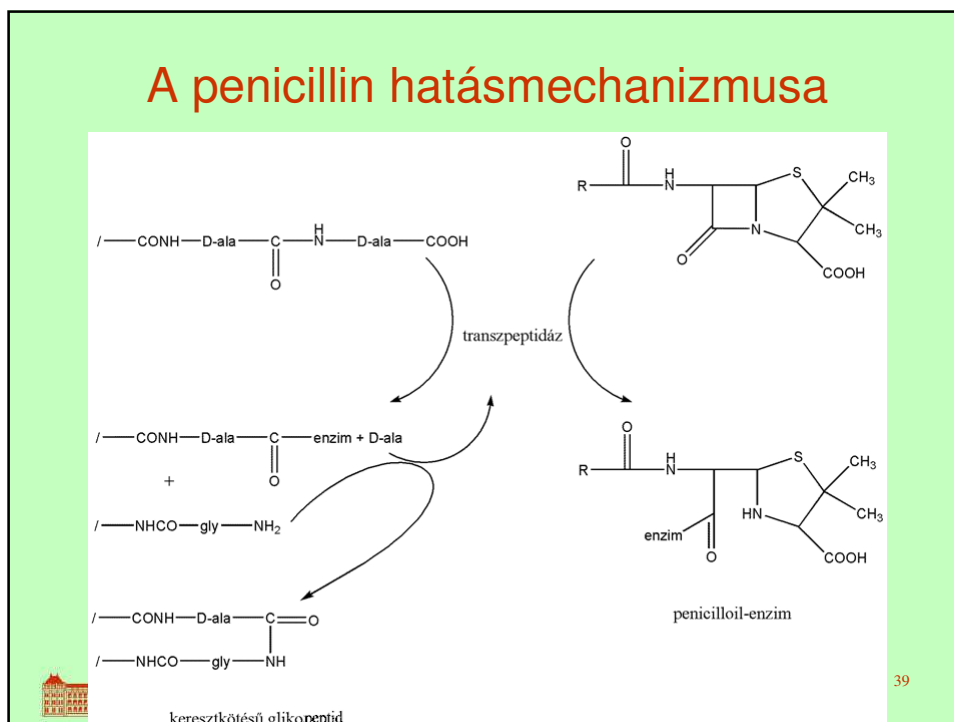 A penicillin hatásmechanizmusa
/ CONH D-ala C H N D-ala COOH
O
R O H N S CH3
CH3
O N
COOH
transzpeptidáz
/ CONH D-ala C enzim + D-ala
O
+
/ NHCO gly NH2
/ CONH D-ala C O
/ NHCO gly NH
keresztkötésű glikopeptid
R O H N S CH3
HN CH3
enzim O
COOH
penicilloil-enzim
39